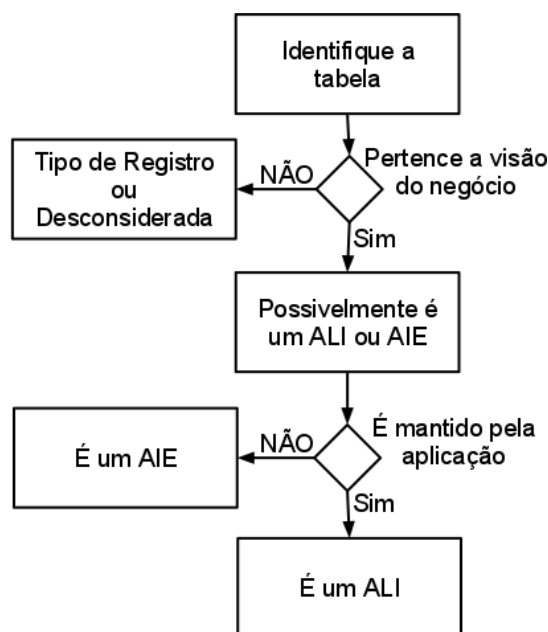 Identifique a
tabela
Pertence a visão
do negócio
NÃO
Tipo de Registro
ou
Desconsiderada
Sim
Possivelmente é
um ALI ou AIE
É mantido pela
aplicação
NÃO
É um AIE
Sim
É um ALI